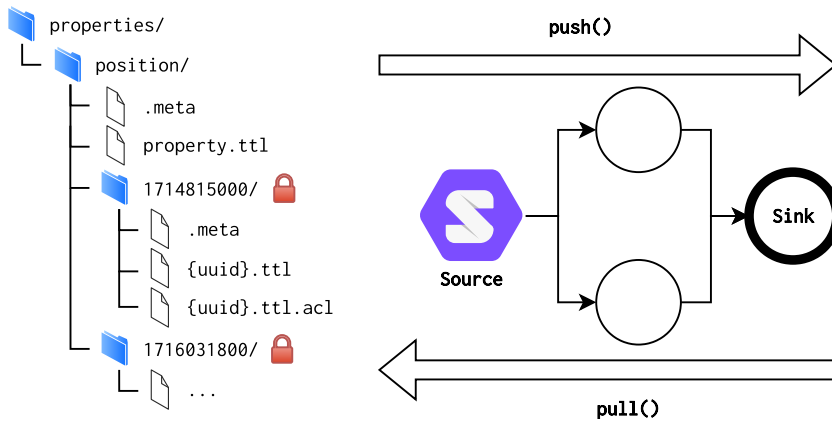 properties/
position/
.meta
property.ttl
1714815000/
.meta
{uuid}.ttl
{uuid}.ttl.acl
1716031800/
...
push()
Source
Sink
pull()